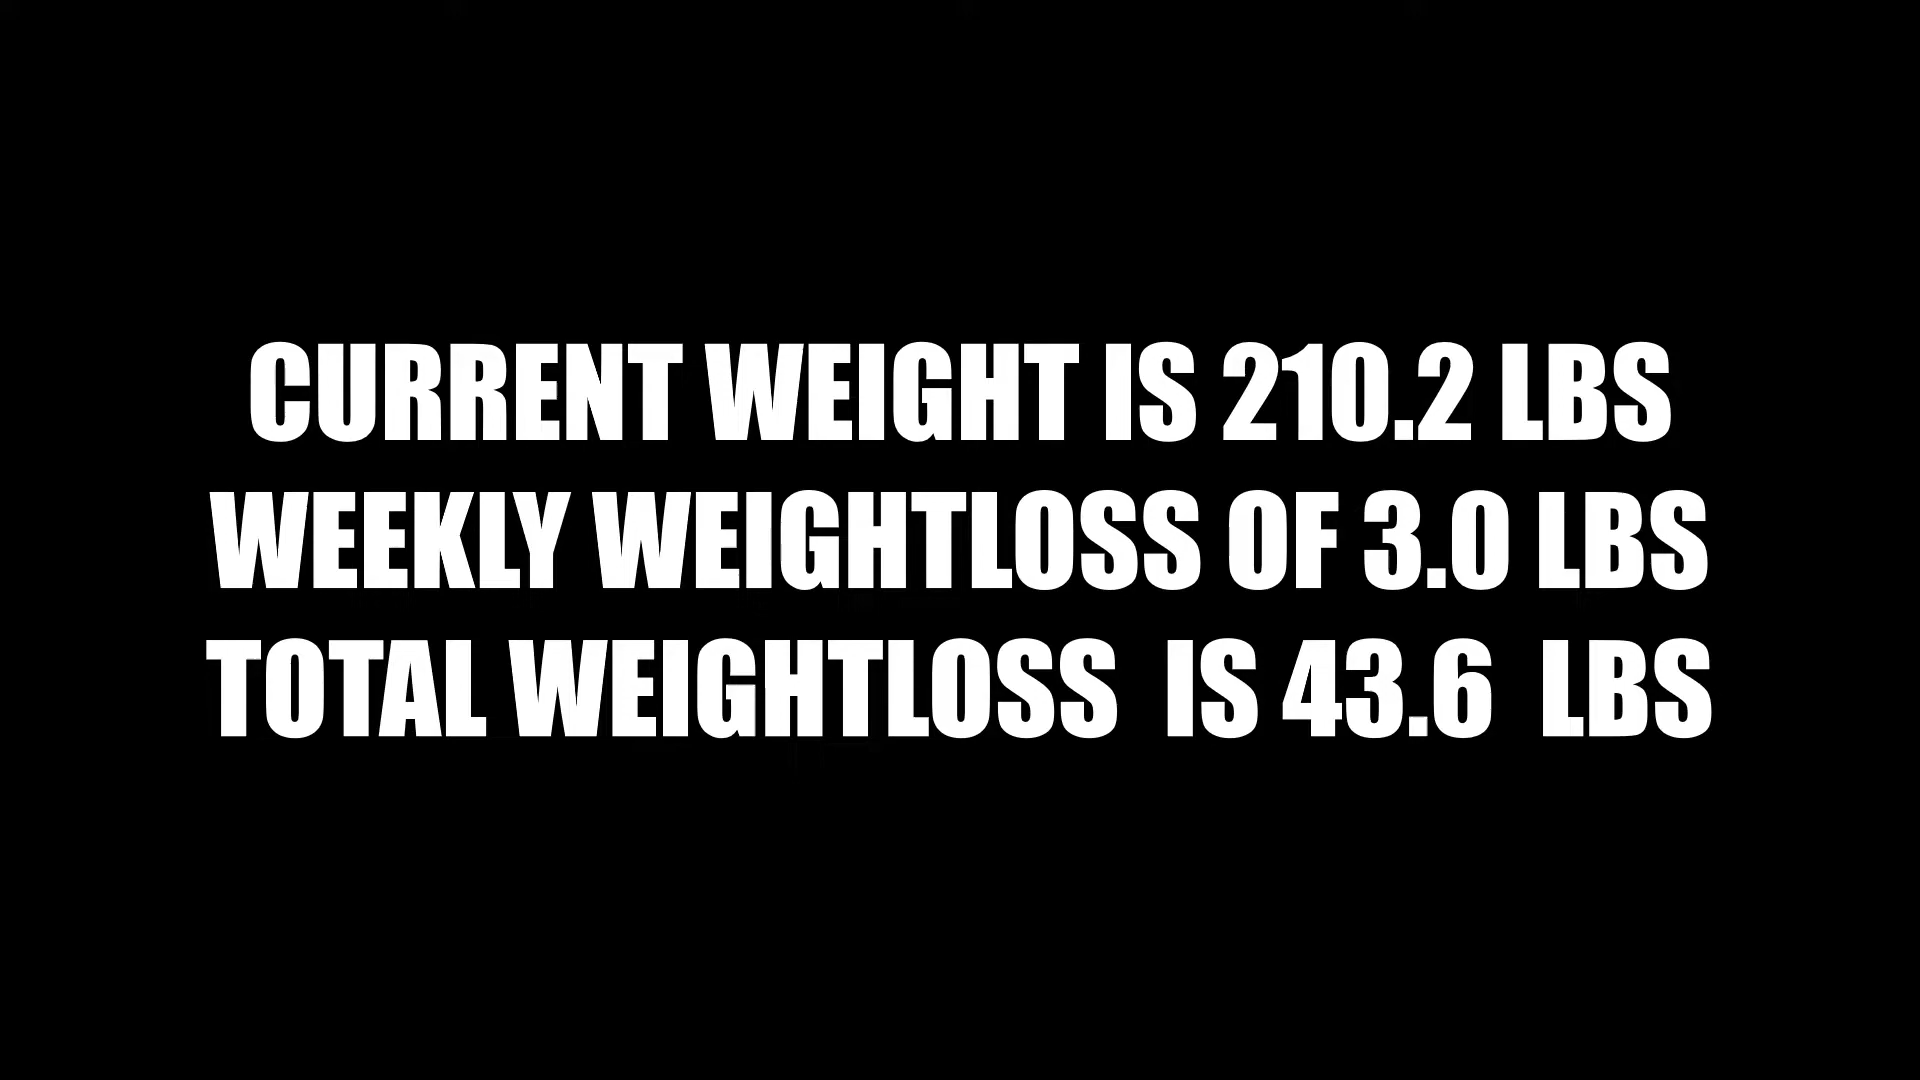 CURRENT WEIGHT IS 210.2 LBS
WEEKLY WEIGHTLOSS OF 3.0 LBS
TOTAL WEIGHTLOSS  IS 43.6  LBS